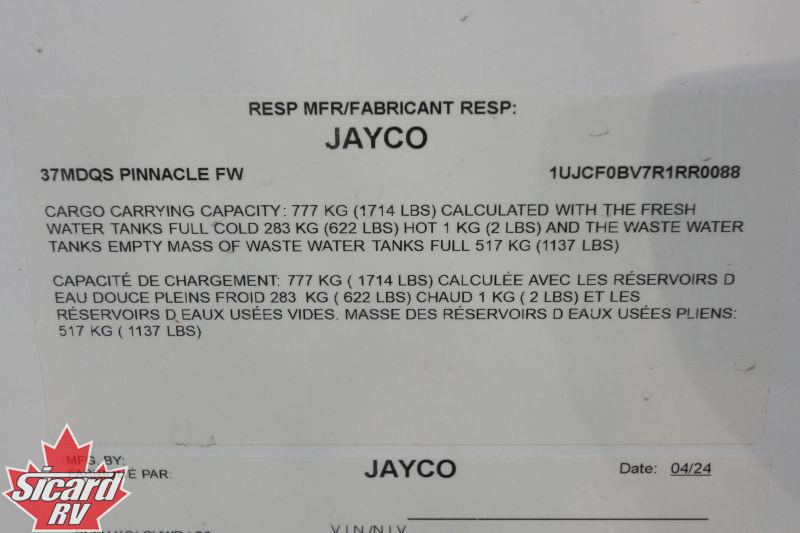 RESP MFR/FABRICANT RESP:
JAYCO
37MDQS PINNACLE FW 1UJCF0BV7R1RR0088
CARGO CARRYING CAPACITY: 777 KG (1714 LBS) CALCULATED WITH THE FRESH
WATER TANKS FULL COLD 283 KG (622 LBS) HOT 1 KG (2 LBS) AND THE WASTE WATER
TANKS EMPTY MASS OF WASTE WATER TANKS FULL 517 KG (1137 LBS)
CAPACITÉ DE CHARGEMENT: 777 KG ( 1714 LBS) CALCULÉE AVEC LES RÉSERVOIRS D
EAU DOUCE PLEINS FROID 283 KG ( 622 LBS) CHAUD 1 KG ( 2 LBS) ET LES
RÉSERVOIRS D,EAUX USÉES VIDES. MASSE DES RÉSERVOIRS D EAUX USÉES PLIENS:
517 KG ( 1137 LBS)
MFG. BY: JAYCO Date: 04/24
FABRIQUÉ PAR:
V.I.N./N.I.V.
Sicard
RV